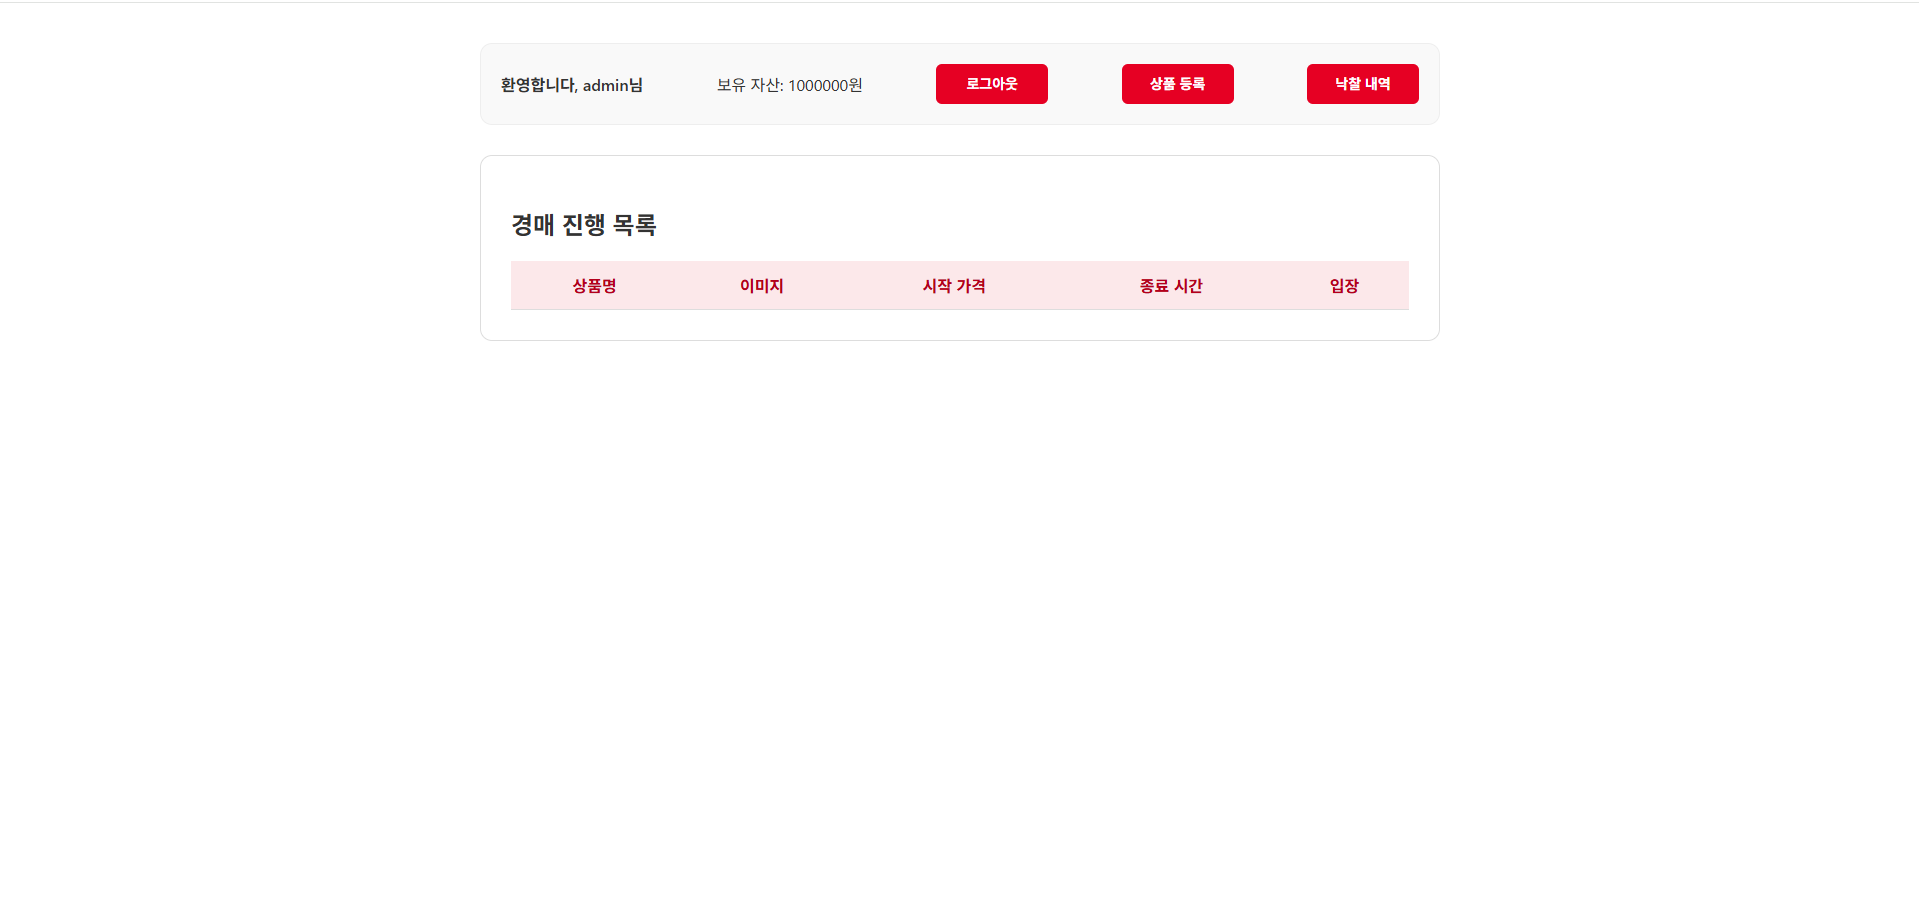 환영합니다, admin님 보유 자산: 1000000원 로그아웃 상품 등록 낙찰 내역
경매 진행 목록
상품명 이미지 시작 가격 종료 시간 입장